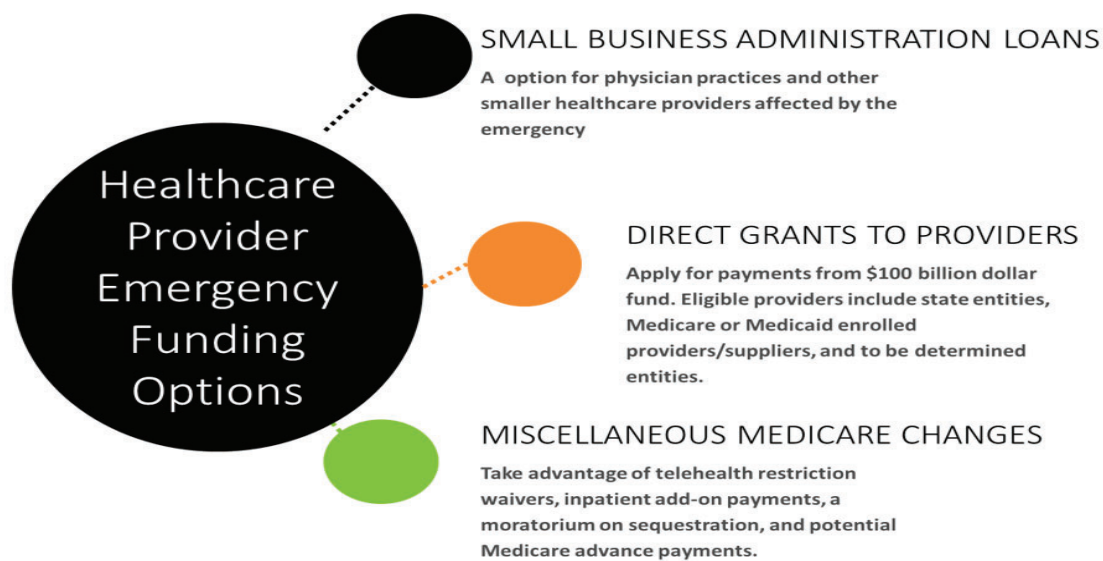 Healthcare
Provider
Emergency
Funding
Options
SMALL BUSINESS ADMINISTRATION LOANS
A option for physician practices and other
smaller healthcare providers affected by the
emergency
DIRECT GRANTS TO PROVIDERS
Apply for payments from $100 billion dollar
fund. Eligible providers include state entities,
Medicare or Medicaid enrolled
providers/suppliers, and to be determined
entities.
MISCELLANEOUS MEDICARE CHANGES
Take advantage of telehealth restriction
waivers, inpatient add-on payments, a
moratorium on sequestration, and potential
Medicare advance payments.